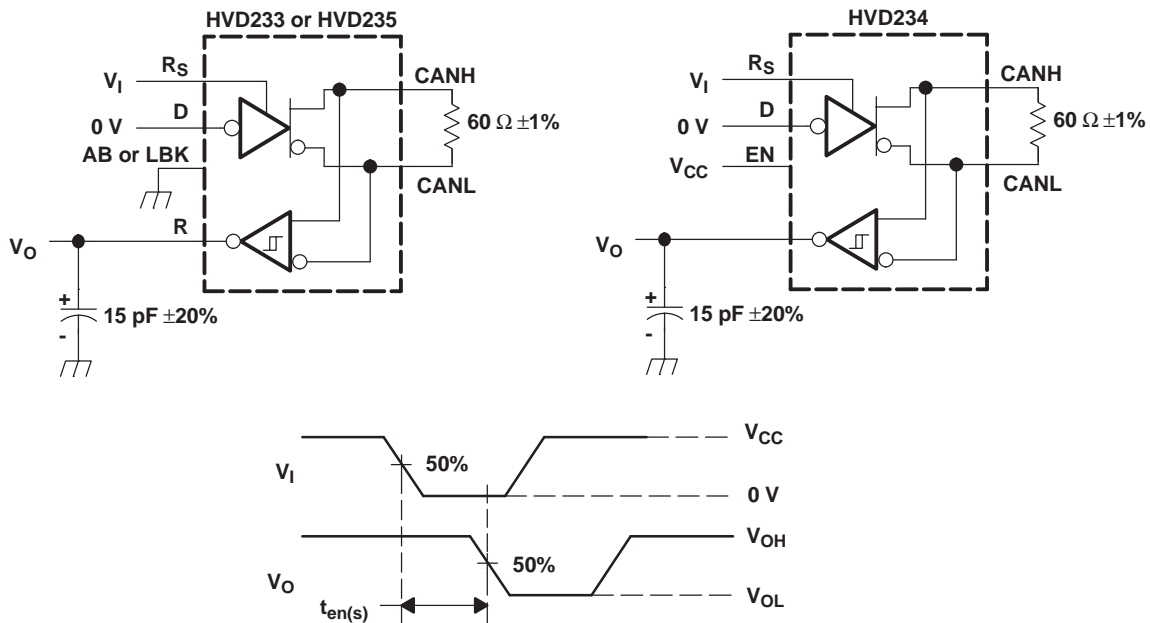 HVD233 or HVD235
R_S
V_I
CANH
D
0 V
60 Ω ±1%
AB or LBK
CANL
R
V_O
+
15 pF ±20%
-
HVD234
R_S
V_I
CANH
D
0 V
60 Ω ±1%
V_CC
EN
CANL
V_O
+
15 pF ±20%
-
V_CC
V_I
50%
0 V
V_OH
V_O
50%
t_en(s)
V_OL